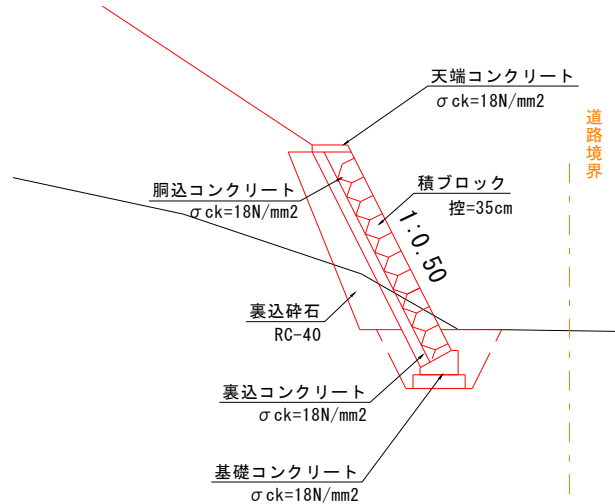 天端コンクリート
σck=18N/mm2
道路境界
胴込コンクリート
σck=18N/mm2
積ブロック
控=35cm
1:0.50
裏込砕石
RC-40
裏込コンクリート
σck=18N/mm2
基礎コンクリート
σck=18N/mm2